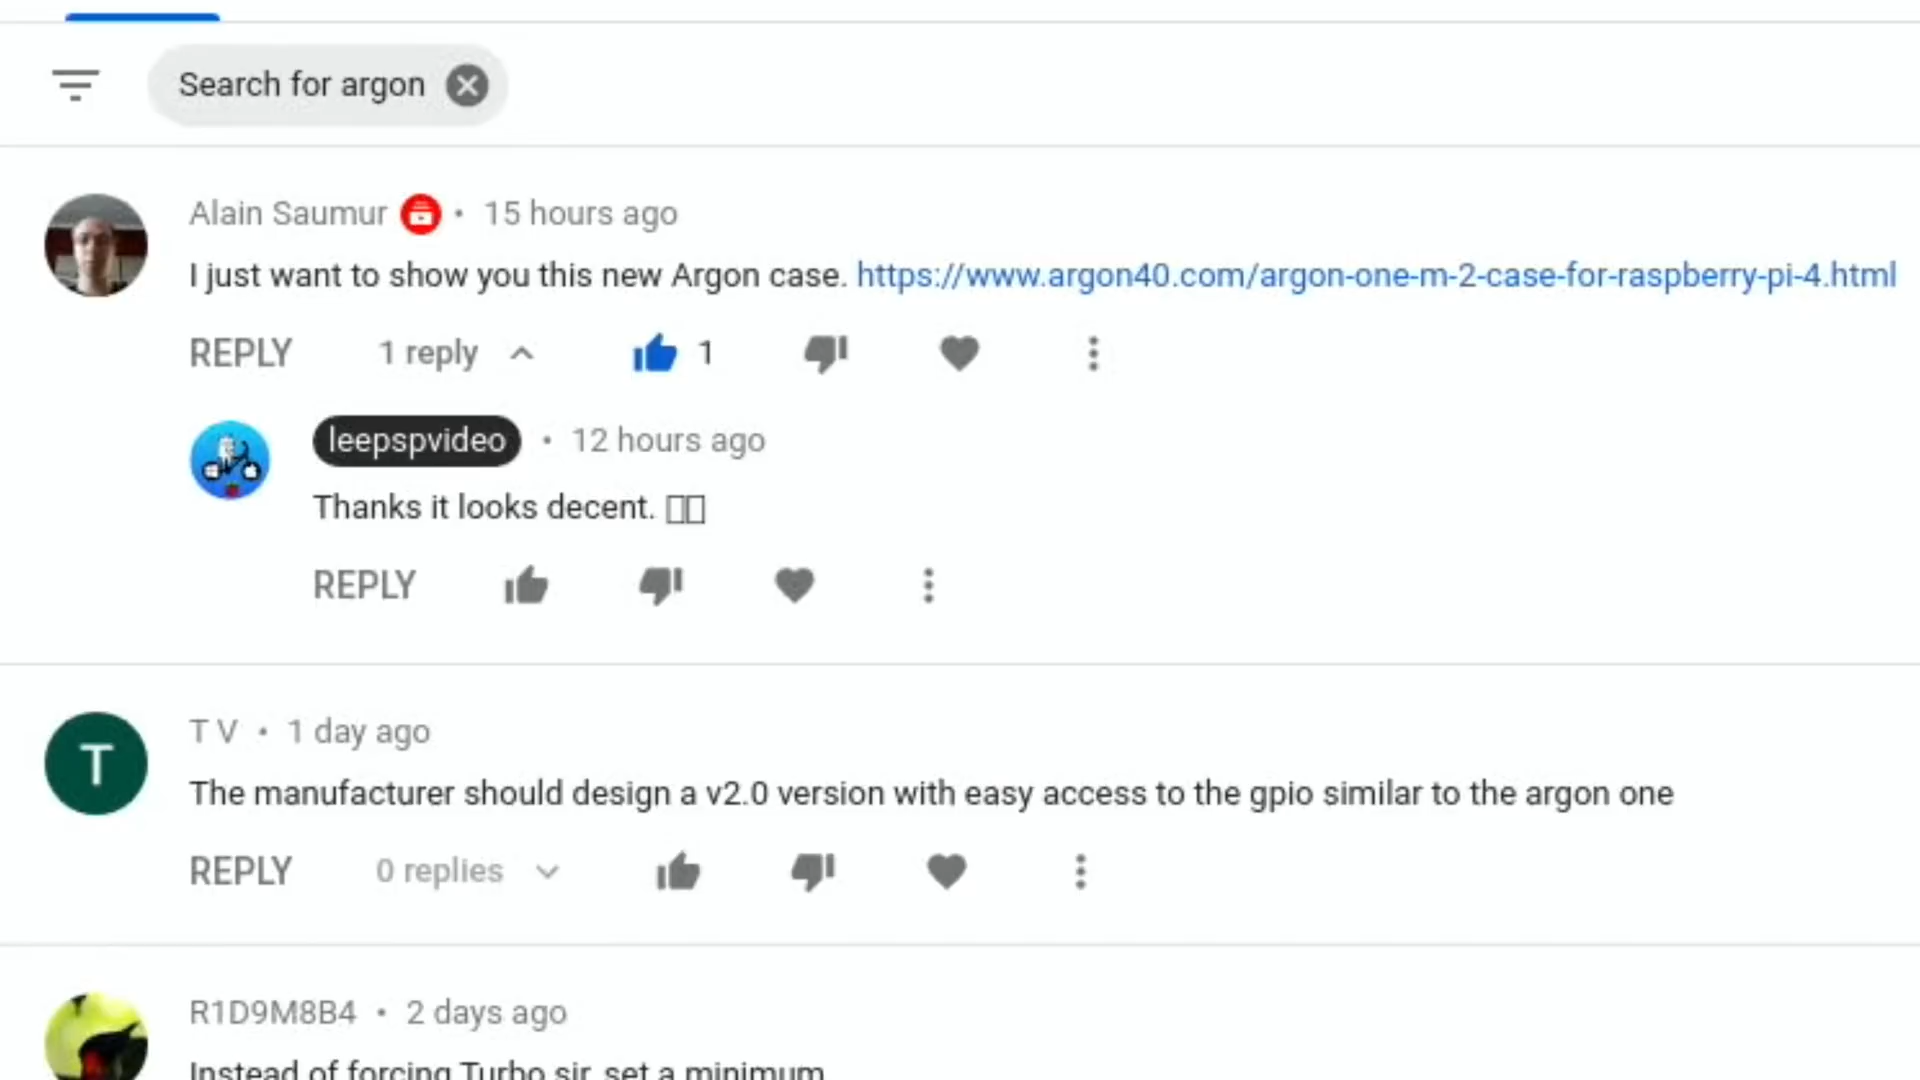 Search for argon
Alain Saumur • 15 hours ago
I just want to show you this new Argon case. https://www.argon40.com/argon-one-m-2-case-for-raspberry-pi-4.html
REPLY 1 reply 1
leepspvideo • 12 hours ago
Thanks it looks decent.
REPLY
T
T V • 1 day ago
The manufacturer should design a v2.0 version with easy access to the gpio similar to the argon one
REPLY 0 replies
R1D9M8B4 • 2 days ago
Instead of forcing Turbo sir, set a minimum